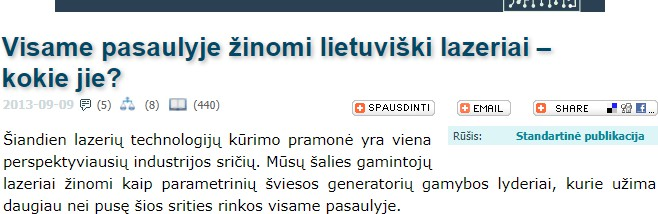 Visame pasaulyje žinomi lietuviški lazeriai –
kokie jie?
2013-09-09 (5) (8) (440)
SPAUSDINTI EMAIL SHARE ...
Rūšis: Standartinė publikacija
Šiandien lazerių technologijų kūrimo pramonė yra viena
perspektyviausių industrijos sričių. Mūsų šalies gamintojų
lazeriai žinomi kaip parametrinių šviesos generatorių gamybos lyderiai, kurie užima
daugiau nei pusę šios srities rinkos visame pasaulyje.